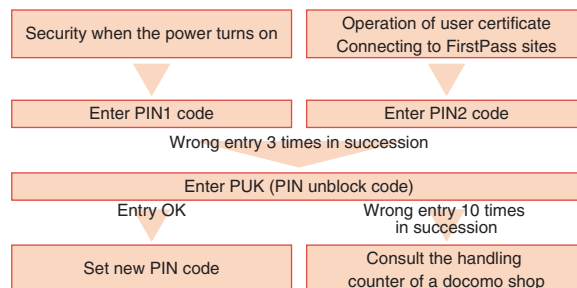 Security when the power turns on
Operation of user certificate
Connecting to FirstPass sites
Enter PIN1 code
Enter PIN2 code
Wrong entry 3 times in succession
Enter PUK (PIN unblock code)
Entry OK
Wrong entry 10 times
in succession
Set new PIN code
Consult the handling
counter of a docomo shop